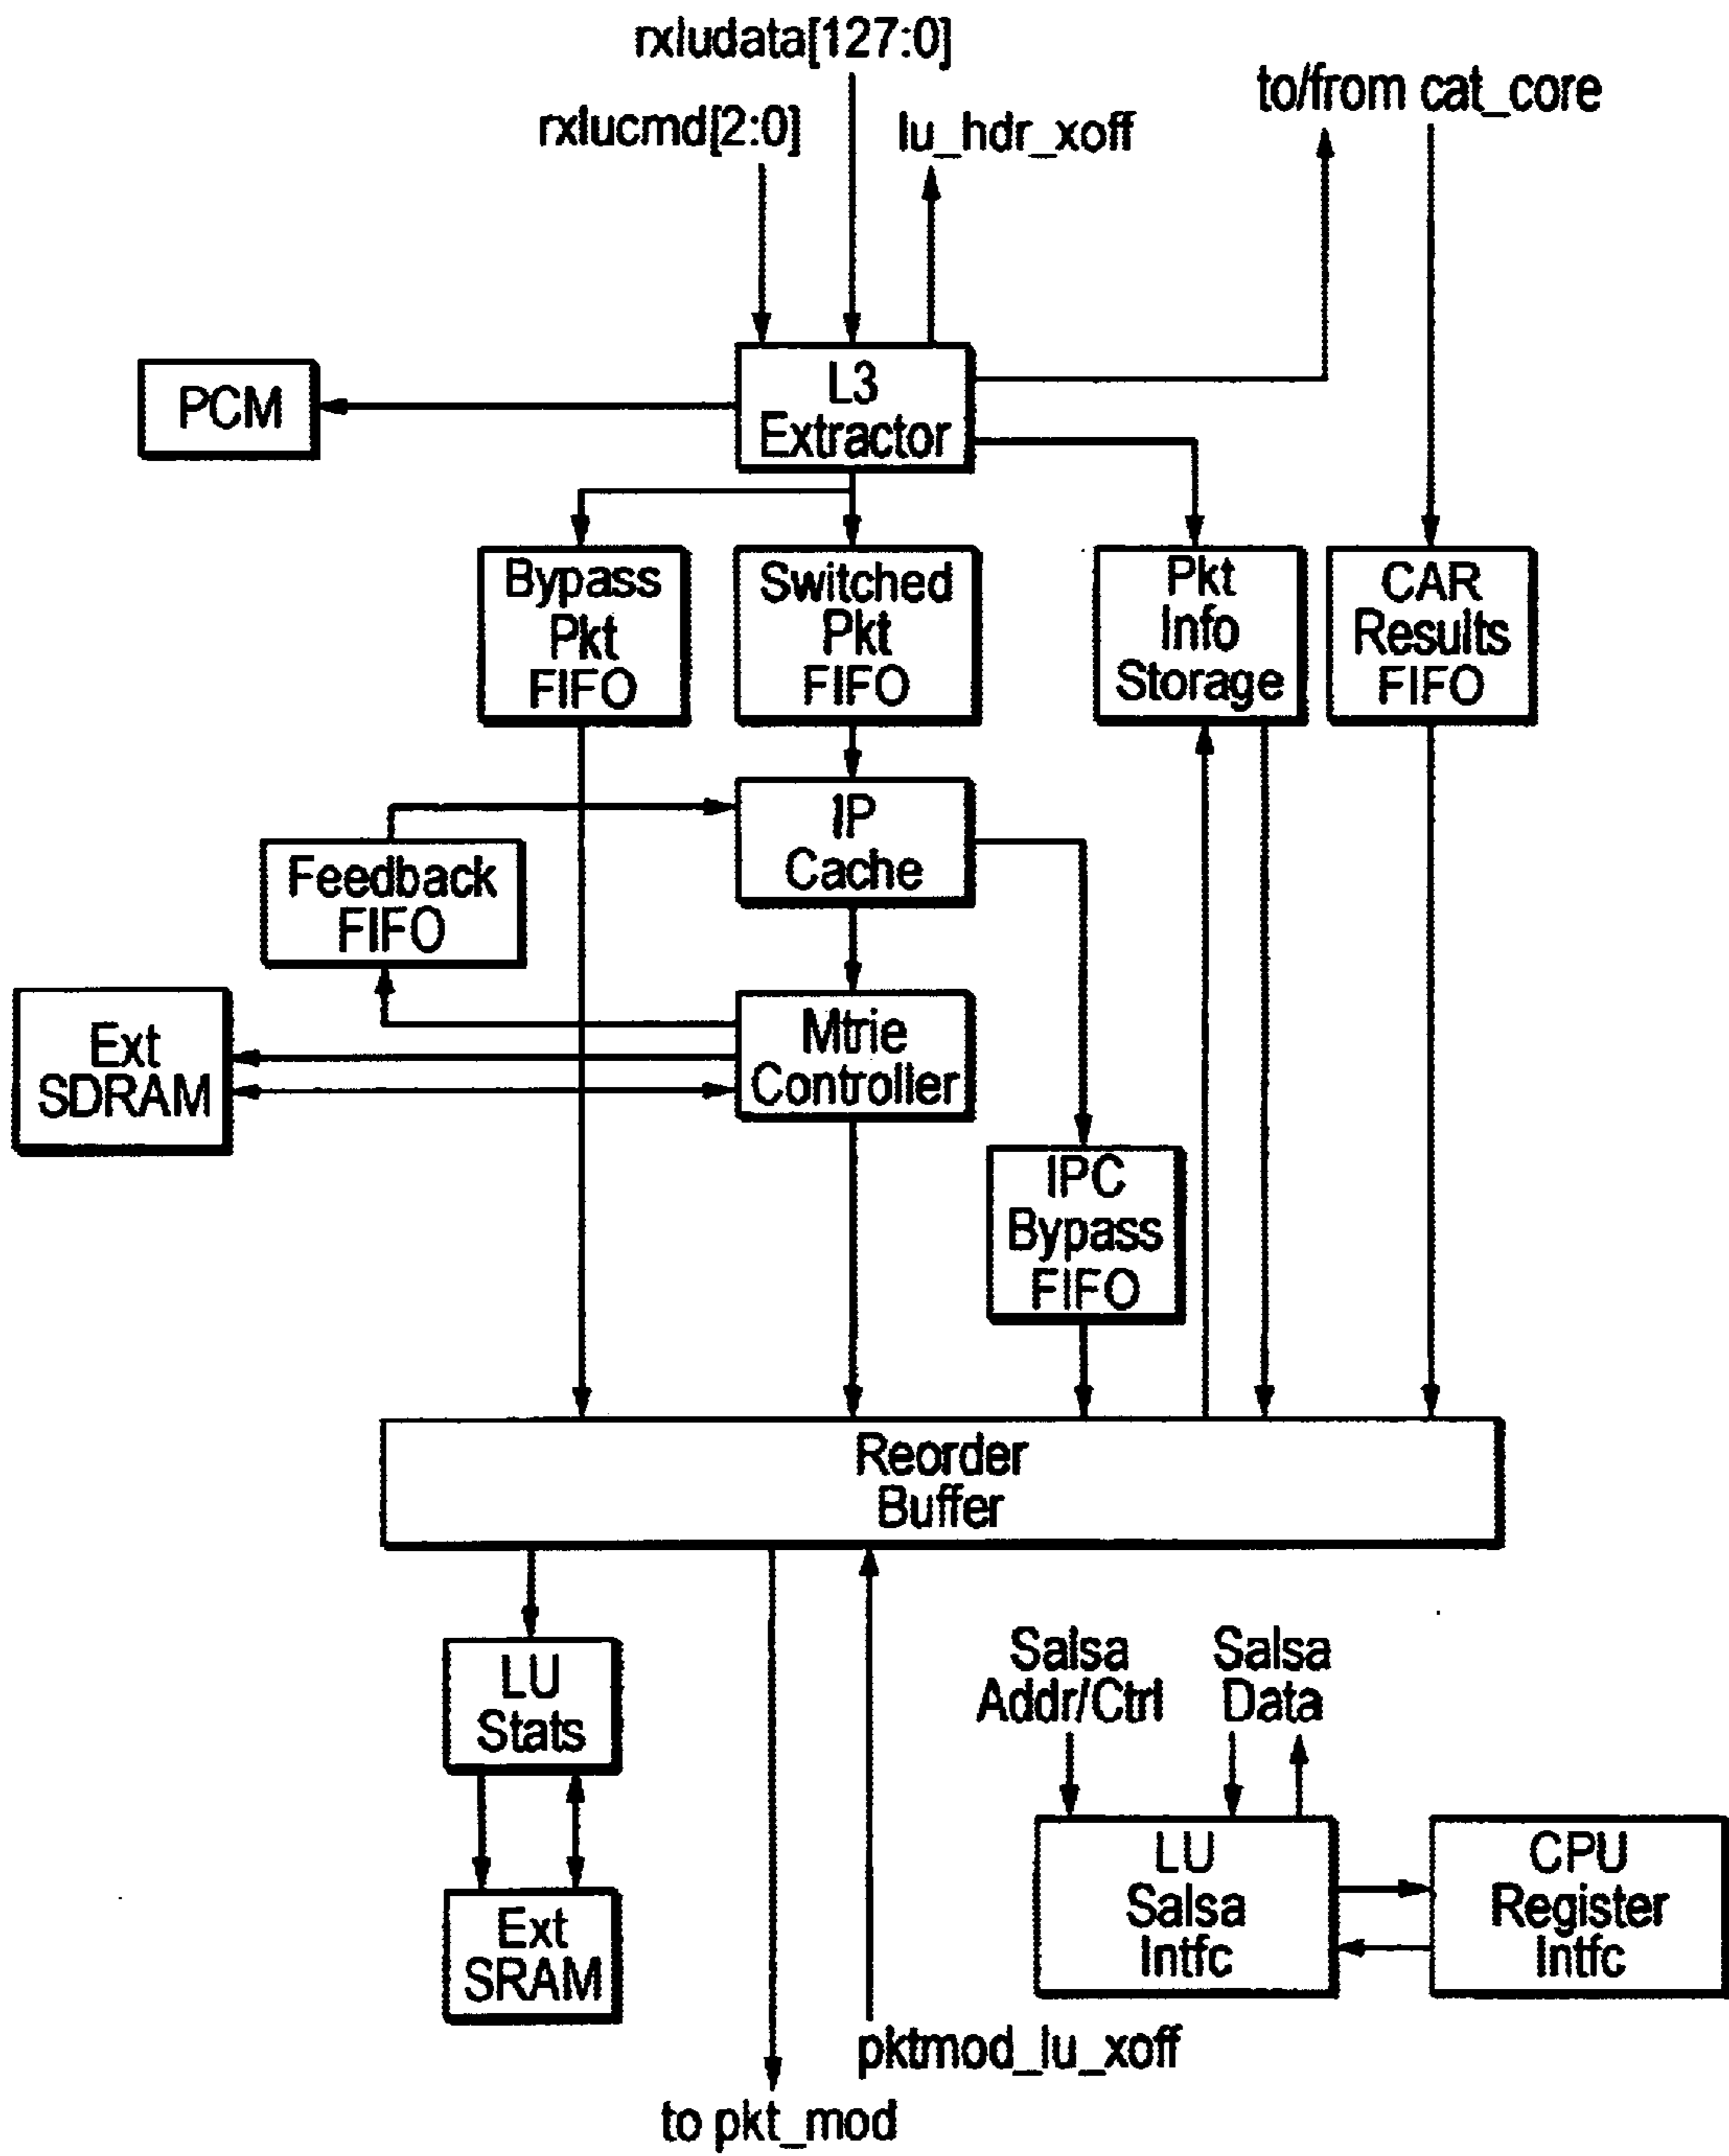 rxludata[127:0]
to/from cat_core
rxlucmd[2:0]
lu_hdr_xoff
PCM
L3
Extractor
Bypass
Pkt
FIFO
Switched
Pkt
FIFO
Pkt
Info
Storage
CAR
Results
FIFO
IP
Cache
Feedback
FIFO
Ext
SDRAM
Mtrie
Controller
IPC
Bypass
FIFO
Reorder
Buffer
LU
Stats
Salsa
Addr/Ctrl
Salsa
Data
LU
Salsa
Intfc
CPU
Register
Intfc
Ext
SRAM
pktmod_lu_xoff
to pkt_mod